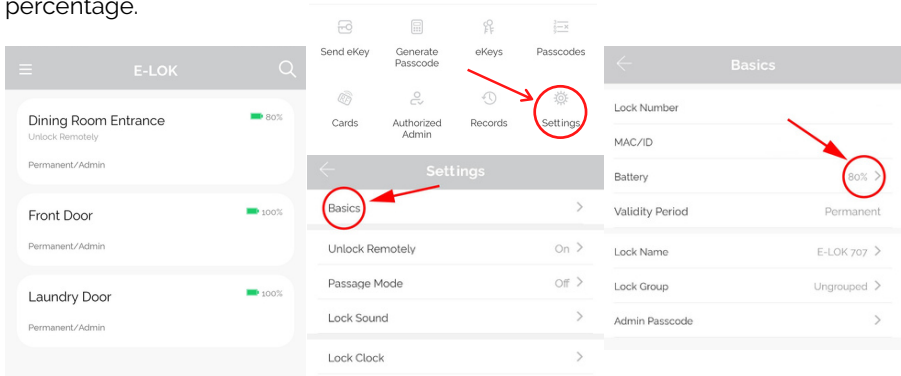 percentage.
E-LOK
Dining Room Entrance
80%
Unlock Remotely
Permanent/Admin
Front Door
100%
Permanent/Admin
Laundry Door
100%
Permanent/Admin
Send eKey
Generate
Passcode
eKeys
Passcodes
Cards
Authorized
Admin
Records
Settings
Settings
Basics
Unlock Remotely
On
Passage Mode
Off
Lock Sound
Lock Clock
Basics
Lock Number
MAC/ID
Battery
80%
Validity Period
Permanent
Lock Name
E-LOK 707
Lock Group
Ungrouped
Admin Passcode